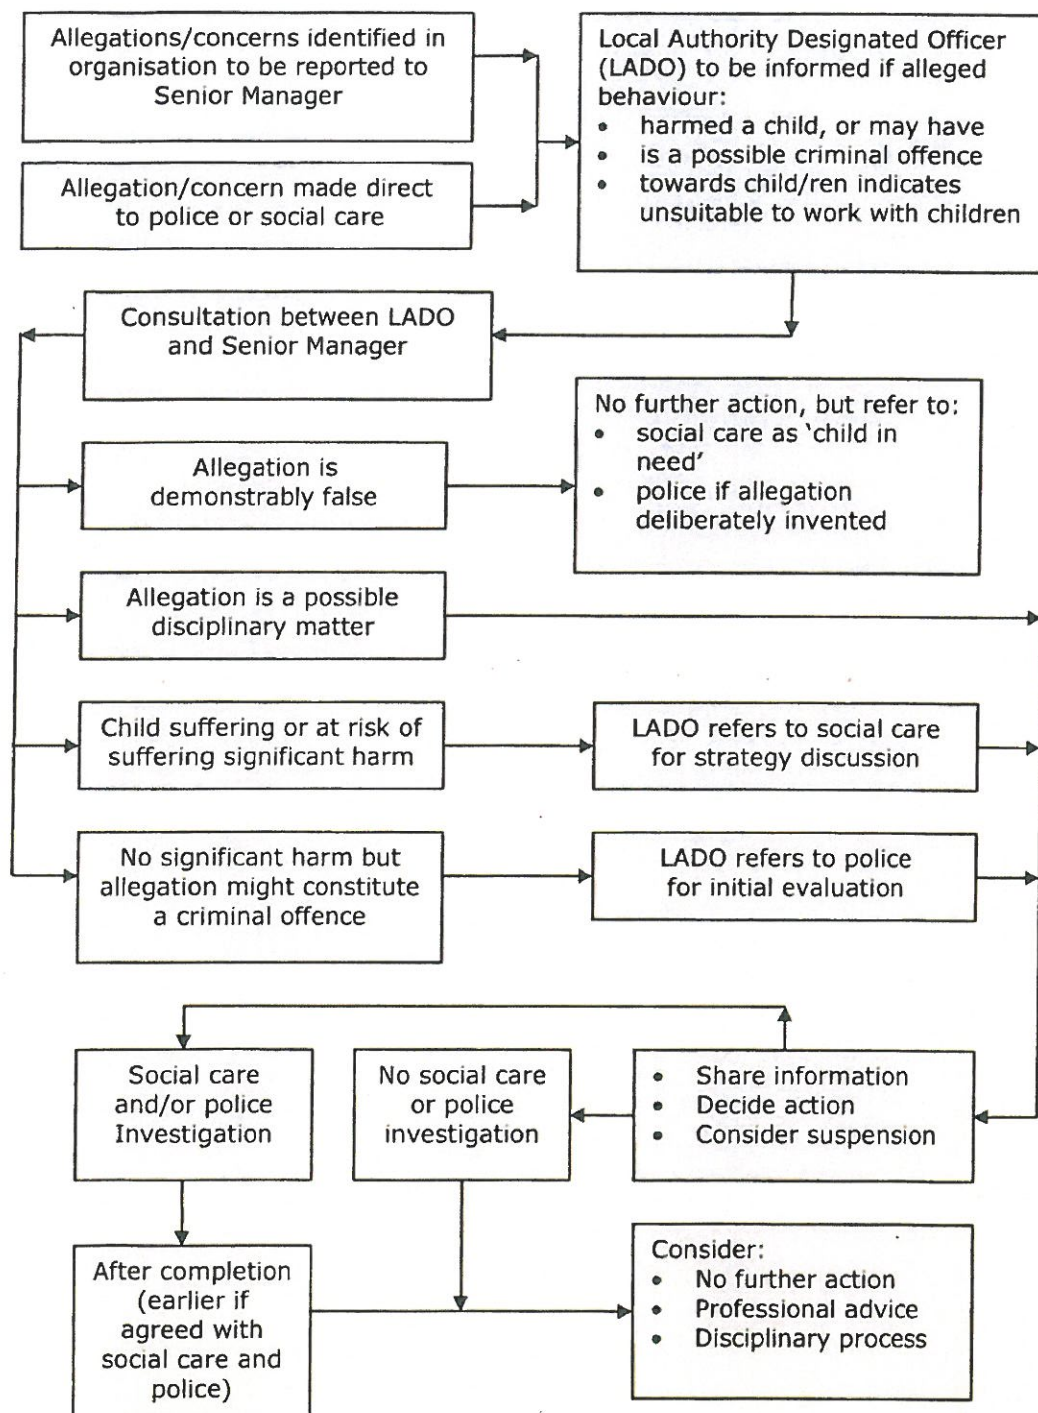 Allegations/concerns identified in
organisation to be reported to
Senior Manager
Allegation/concern made direct
to police or social care
Local Authority Designated Officer
(LADO) to be informed if alleged
behaviour:
• harmed a child, or may have
• is a possible criminal offence
• towards child/ren indicates
unsuitable to work with children
Consultation between LADO
and Senior Manager
Allegation is
demonstrably false
No further action, but refer to:
• social care as ‘child in
need’
• police if allegation
deliberately invented
Allegation is a possible
disciplinary matter
Child suffering or at risk of
suffering significant harm
LADO refers to social care
for strategy discussion
No significant harm but
allegation might constitute
a criminal offence
LADO refers to police
for initial evaluation
Social care
and/or police
Investigation
No social care
or police
investigation
• Share information
• Decide action
• Consider suspension
After completion
(earlier if
agreed with
social care and
police)
Consider:
• No further action
• Professional advice
• Disciplinary process